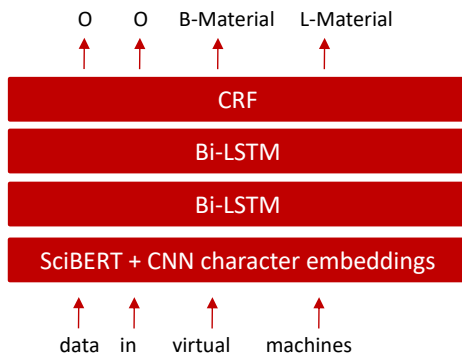 O O B-Material L-Material
CRF
Bi-LSTM
Bi-LSTM
SciBERT + CNN character embeddings
data in virtual machines